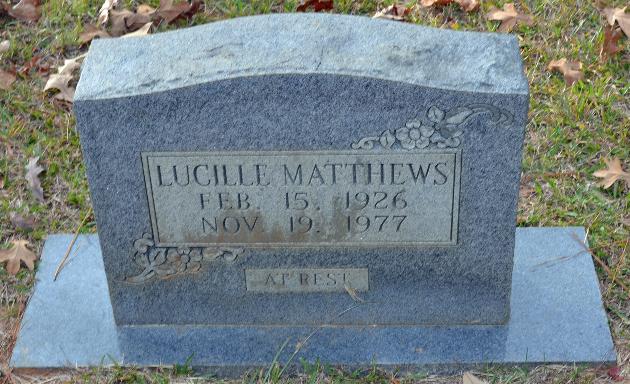 LUCILLE MATTHEWS
FEB. 15, 1926
NOV. 19, 1977
AT REST